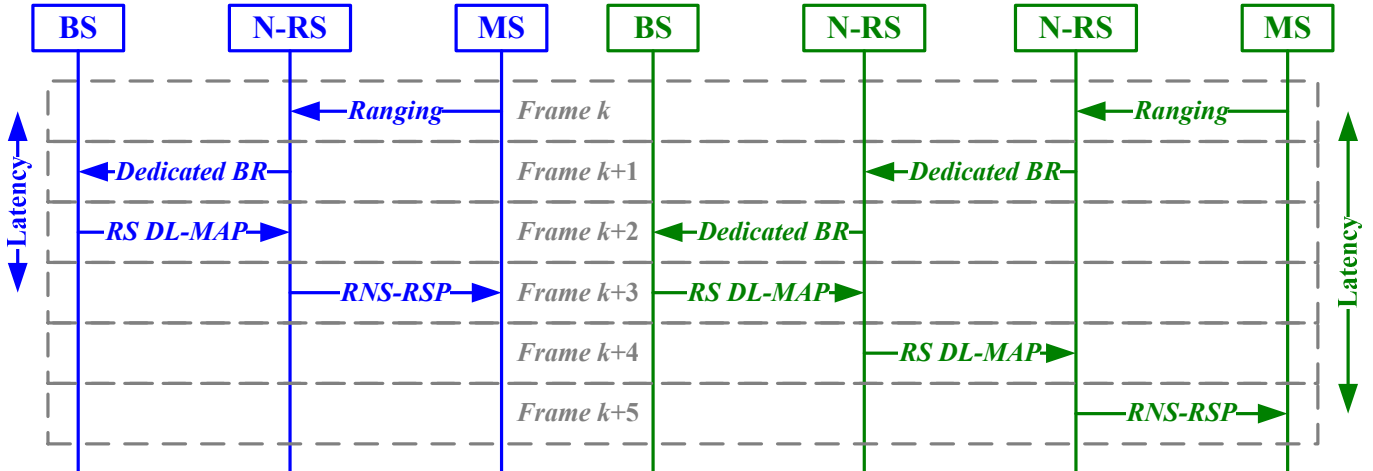 BS N-RS MS BS N-RS N-RS MS
Ranging Frame k Ranging
Dedicated BR Frame k+1 Dedicated BR
RS DL-MAP Frame k+2 Dedicated BR
RNS-RSP Frame k+3 RS DL-MAP
Frame k+4 RS DL-MAP
Frame k+5 RNS-RSP
Latency
Latency